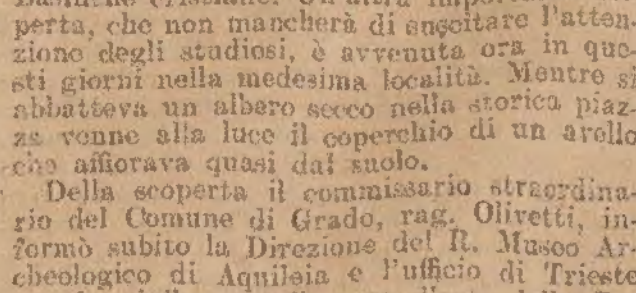 perta, che non mancherà di suscitare l'atten-
zione degli studiosi, è avvenuta ora in que-
sti giorni nella medesima località. Mentre si
abbatteva un albero secco nella storica piaz-
za venne alla luce il coperchio di un avello
che affiorava quasi dal suolo.
Della scoperta il commissario straordina-
rio del Comune di Grado, rag. Olivetti, in-
formò subito la Direzione del R. Museo Ar-
cheologico di Aquileia e l'ufficio di Trieste